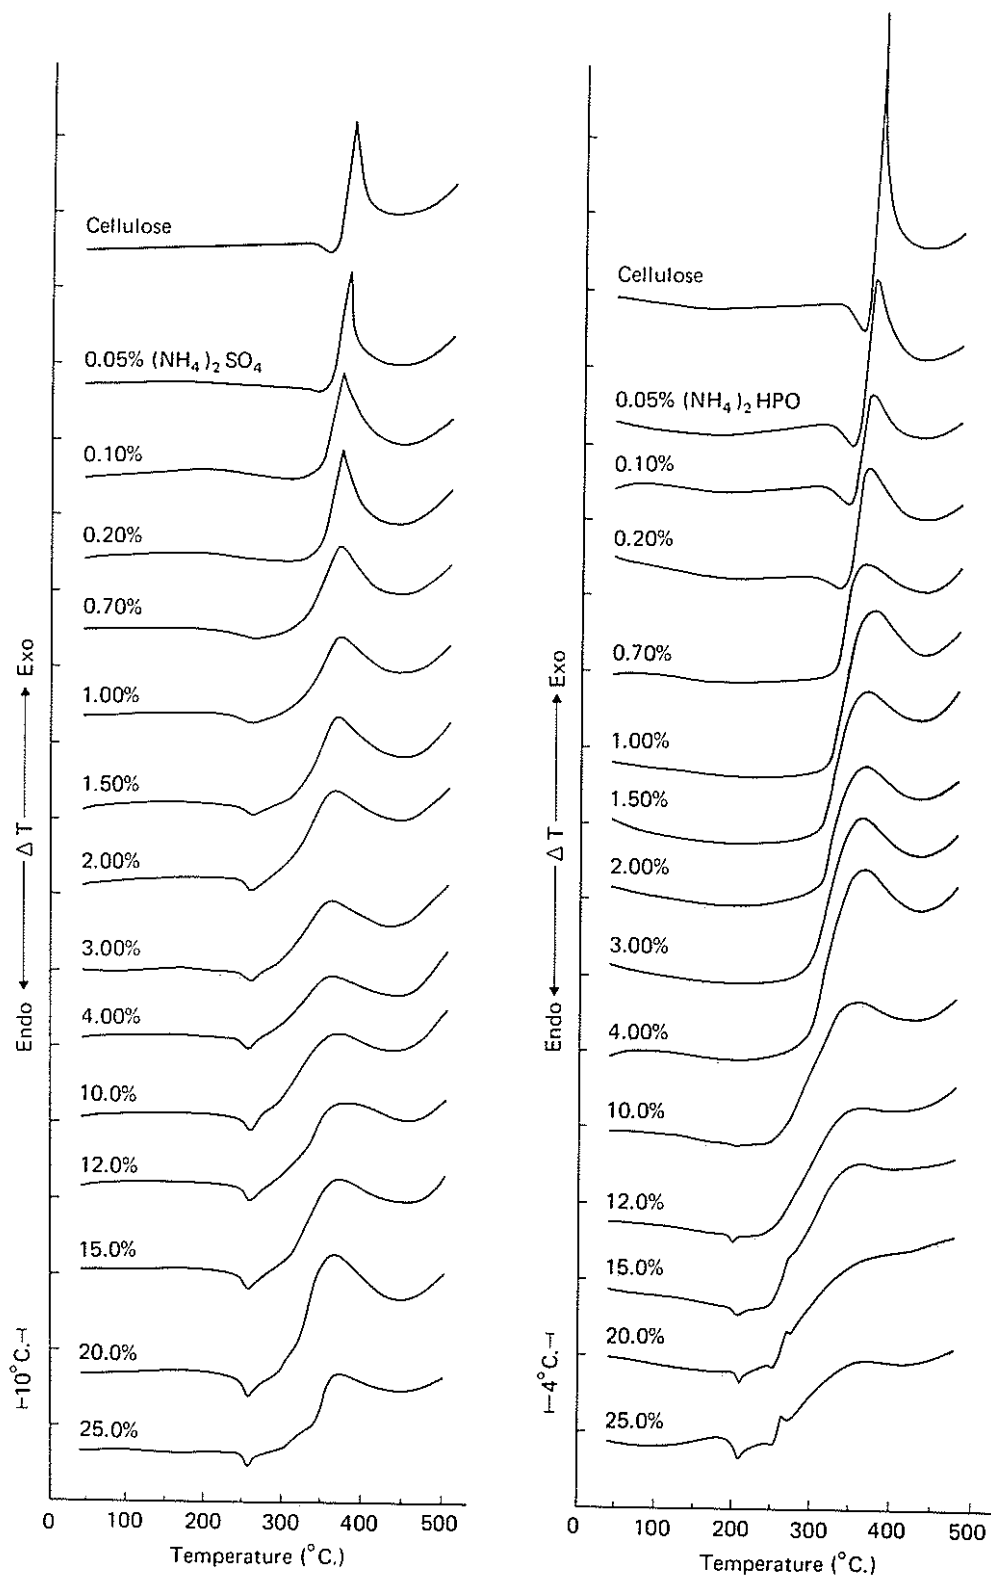 Cellulose
0.05% (NH4)2SO4
0.10%
0.20%
0.70%
1.00%
1.50%
2.00%
3.00%
4.00%
10.0%
12.0%
15.0%
20.0%
25.0%
Endo ← ΔT → Exo
⊢10°C.⊣
0 100 200 300 400 500
Temperature (°C.)
Cellulose
0.05% (NH4)2HPO
0.10%
0.20%
0.70%
1.00%
1.50%
2.00%
3.00%
4.00%
10.0%
12.0%
15.0%
20.0%
25.0%
Endo ← ΔT → Exo
⊢4°C.⊣
0 100 200 300 400 500
Temperature (°C.)